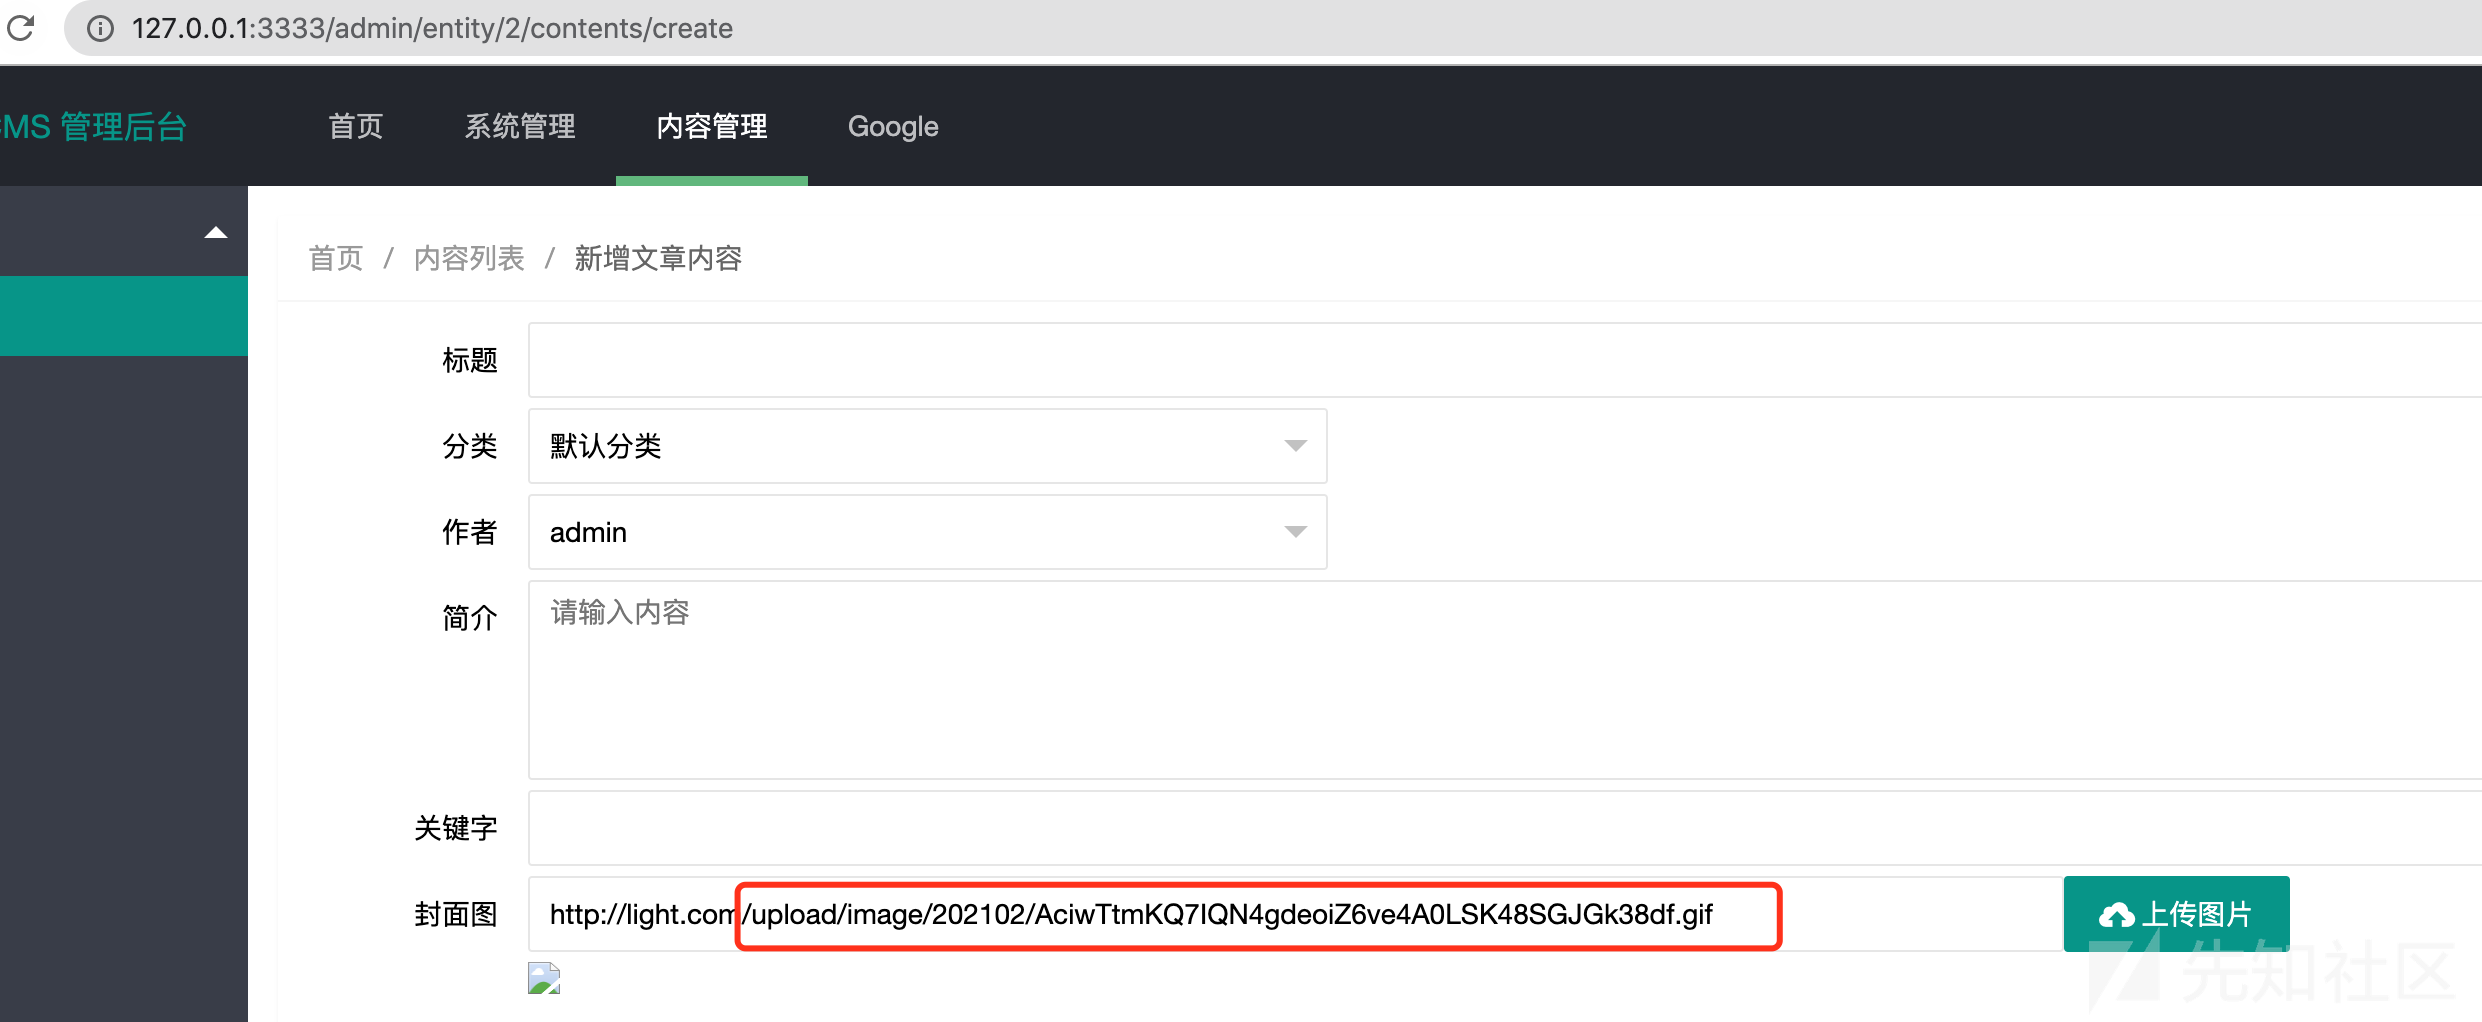 127.0.0.1:3333/admin/entity/2/contents/create
CMS 管理后台 首页 系统管理 内容管理 Google
首页 / 内容列表 / 新增文章内容
标题
分类 默认分类
作者 admin
简介 请输入内容
关键字
封面图 http://light.com/upload/image/202102/AciwTtmKQ7IQN4gdeoiZ6ve4A0LSK48SGJGk38df.gif 上传图片
先知社区